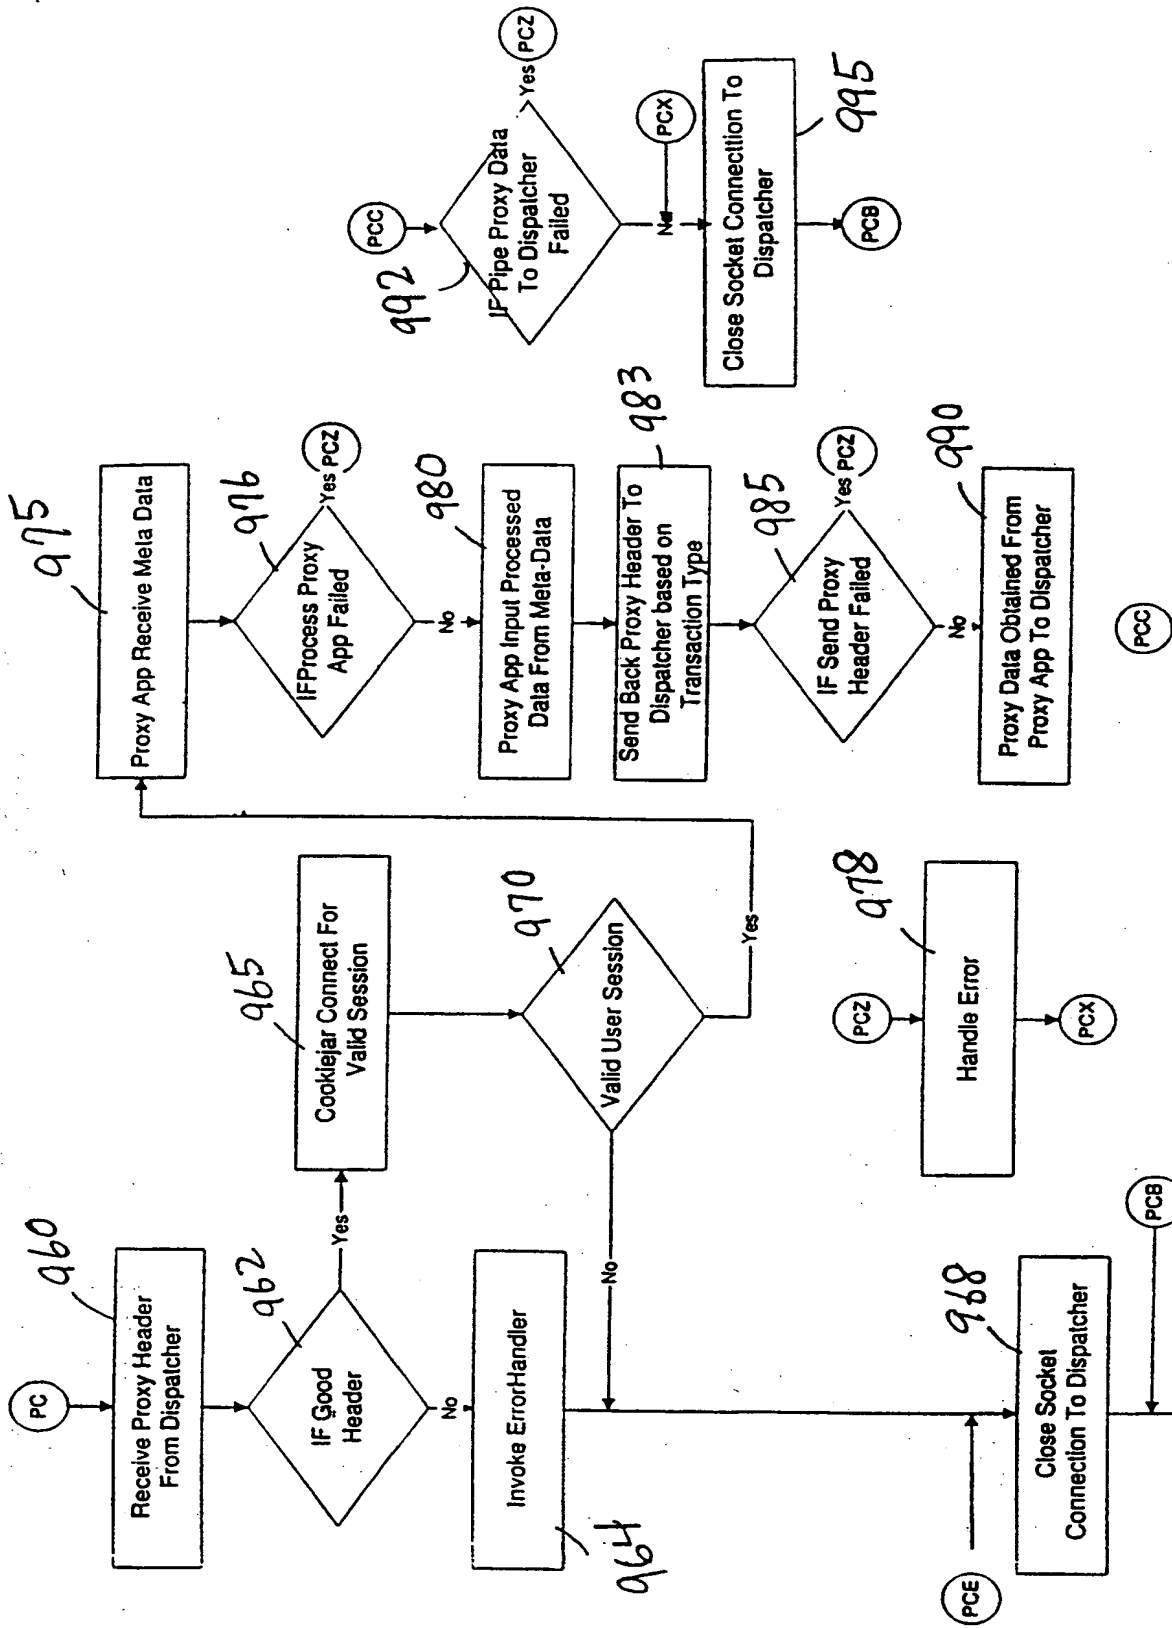 PC
960
Receive Proxy Header
From Dispatcher
962
IF Good
Header
Yes
No
Invoke ErrorHandler
964
965
Cookiejar Connect For
Valid Session
970
Valid User Session
No
Yes
PCE
968
Close Socket
Connection To Dispatcher
PCB
975
Proxy App Receive Meta Data
976
IFProcess Proxy
App Failed
Yes
PCZ
No
980
Proxy App Input Processed
Data From Meta-Data
983
Send Back Proxy Header To
Dispatcher based on
Transaction Type
985
IF Send Proxy
Header Failed
Yes
PCZ
No
990
Proxy Data Obtained From
Proxy App To Dispatcher
PCC
PCZ
978
Handle Error
PCX
PCC
992
IF Pipe Proxy Data
To Dispatcher
Failed
Yes
PCZ
No
PCX
Close Socket Connecttion To
Dispatcher
995
PCB